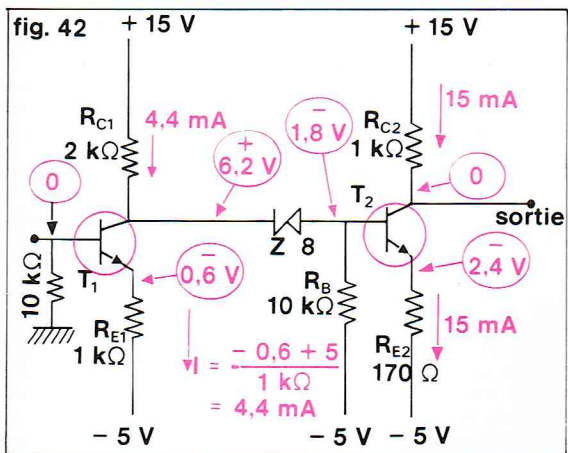 fig. 42
+ 15 V
+ 15 V
R_C1
2 kΩ
4,4 mA
−
1,8 V
R_C2
1 kΩ
15 mA
0
+
6,2 V
T_2
0
sortie
10 kΩ
T_1
−
0,6 V
Z 8
−
2,4 V
R_E1
1 kΩ
R_B
10 kΩ
R_E2
170 Ω
15 mA
I = − 0,6 + 5
1 kΩ
= 4,4 mA
− 5 V
− 5 V
− 5 V